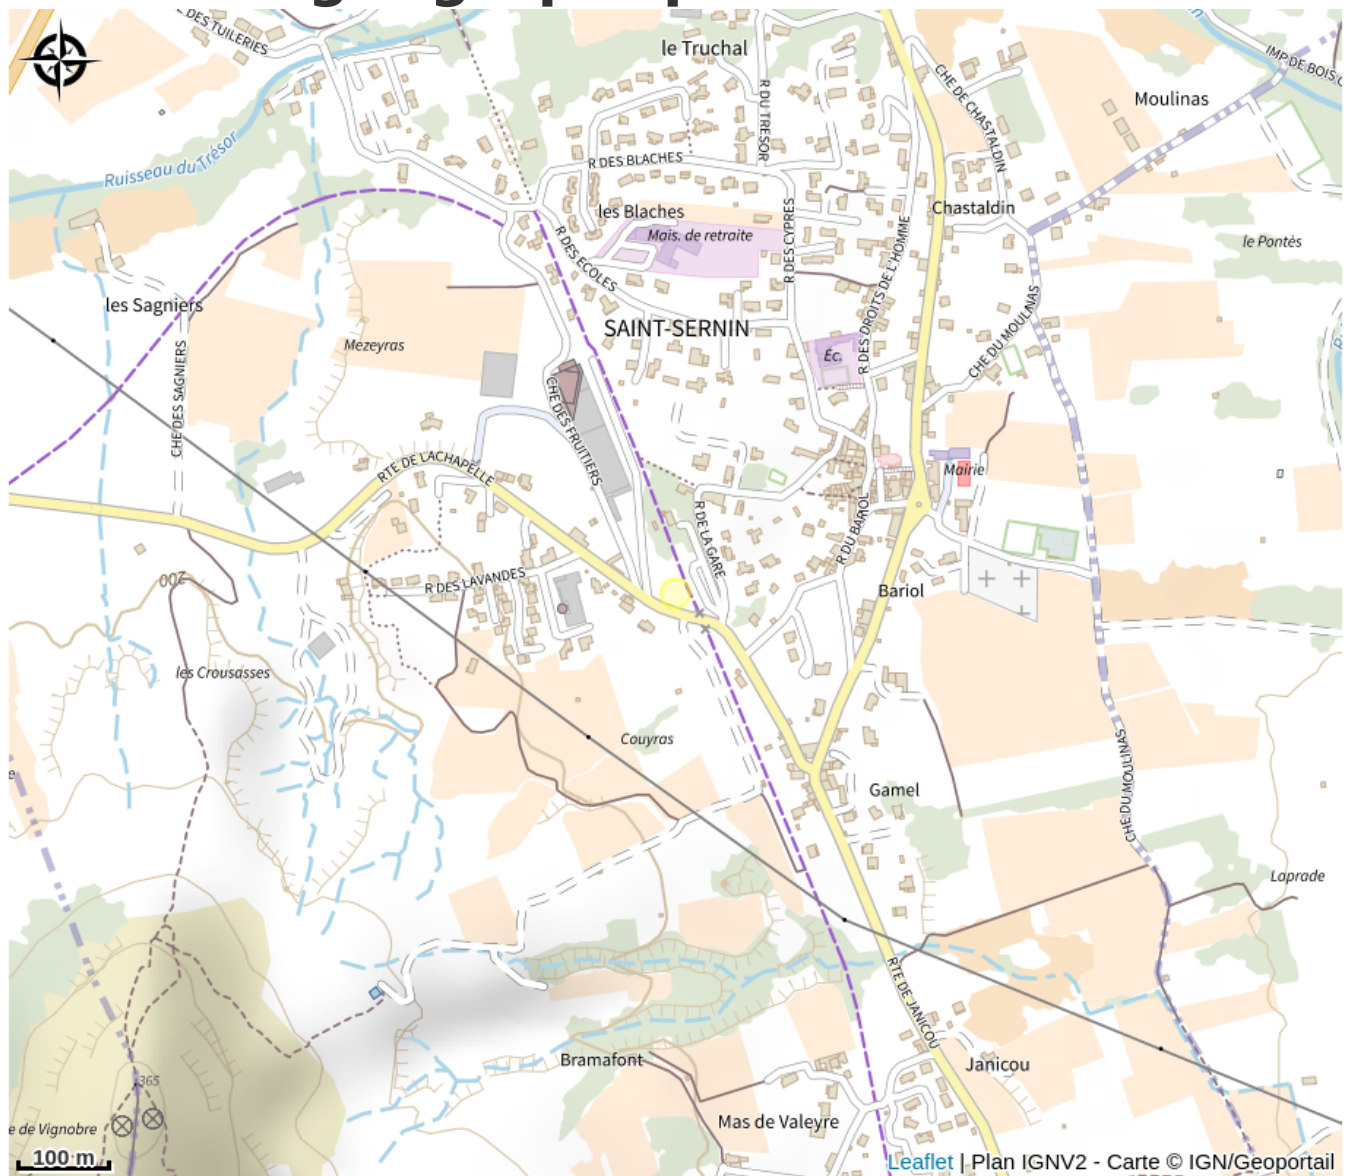 DES TUILERIES
le Truchal
CHE DE CHASTALDIN
IMP DE BOIS
Moulinas
R DU TRESOR
Ruisseau du Trésor
R DES BLACHES
les Blaches
Chastaldin
Mais. de retraite
R DES ECOLES
R DES CYPRES
R DES DROITS DE L'HOMME
le Pontès
les Sagniers
SAINT-SERNIN
CHE DU MOULINAS
Mezeyras
Éc.
CHE DES SAGNIERS
CHE DES FRUITIERS
RTE DE LACHAPELLE
Mairie
R DE LA GARE
R DU BARIOL
200
R DES LAVANDES
Bariol
les Crousasses
Couyras
CHE DU MOULINAS
Gamel
Laprade
RTE DE JANICOU
Bramafont
Janicou
365
Mas de Valeyre
e de Vignobre
100 m
Leaflet | Plan IGNV2 - Carte © IGN/Geoportail